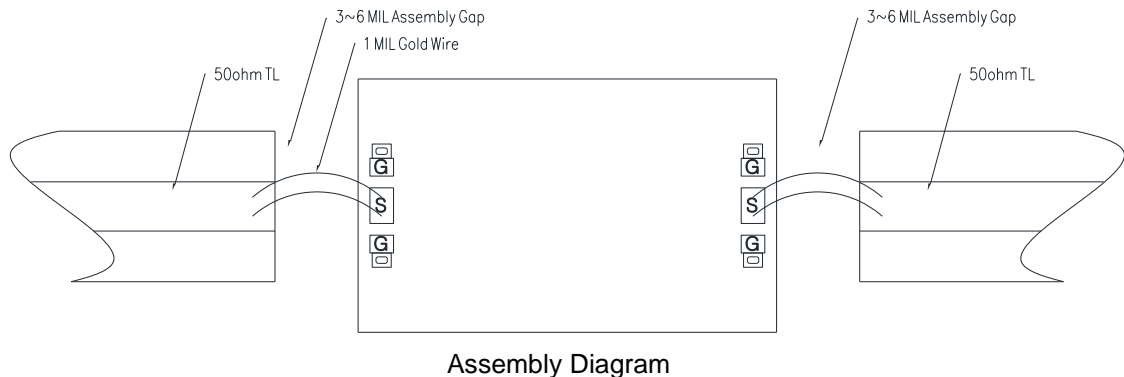 3~6 MIL Assembly Gap
3~6 MIL Assembly Gap
1 MIL Gold Wire
50ohm TL
50ohm TL
G
G
S
S
G
G
Assembly Diagram